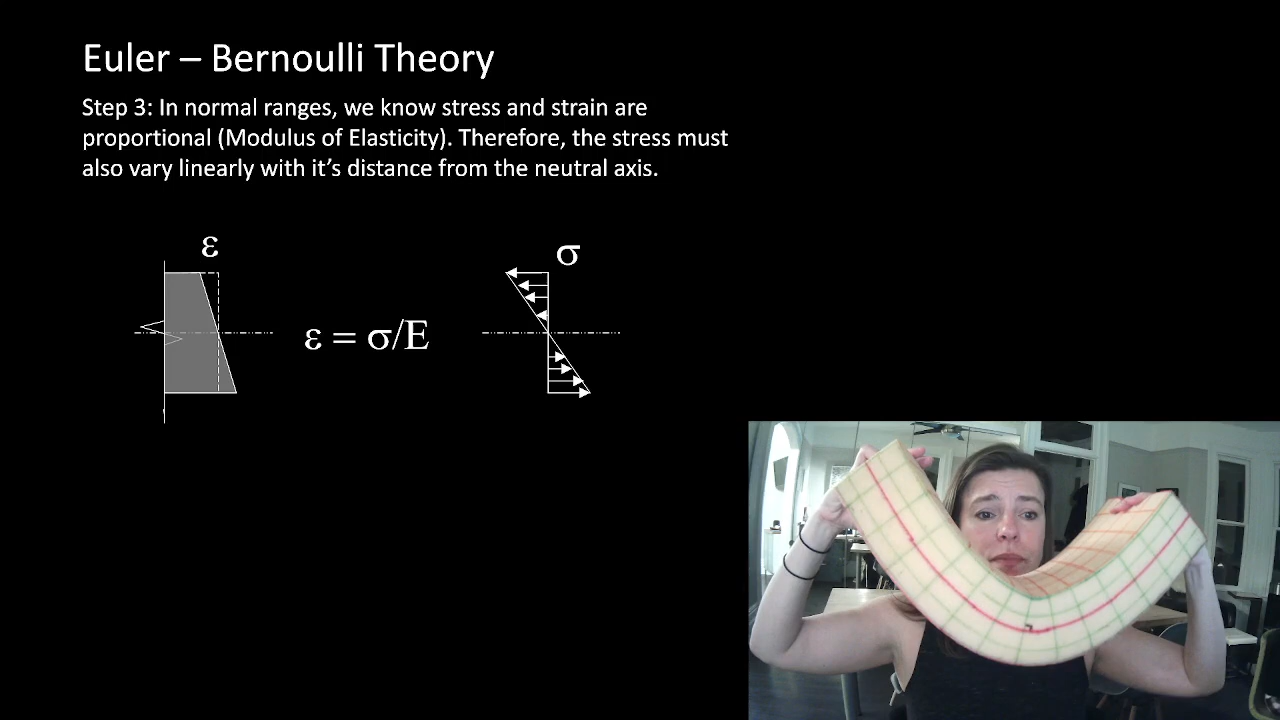 Euler – Bernoulli Theory
Step 3: In normal ranges, we know stress and strain are
proportional (Modulus of Elasticity). Therefore, the stress must
also vary linearly with it’s distance from the neutral axis.
ε
σ
ε = σ/E